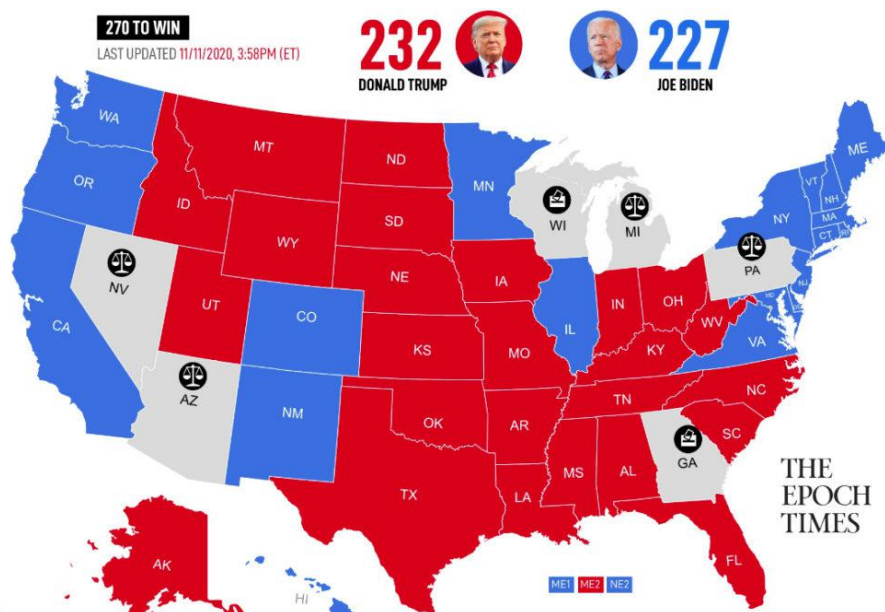 270 TO WIN
LAST UPDATED 11/11/2020, 3:58PM (ET)
232
DONALD TRUMP
227
JOE BIDEN
WA
MT
ND
MN
ME
VT
NH
OR
ID
SD
WI
MI
NY
MA
CT
RI
WY
NV
NE
IA
PA
NJ
UT
CO
IL
IN
OH
MD
DE
CA
WV
VA
KS
MO
KY
AZ
NM
OK
AR
TN
NC
SC
TX
LA
MS
AL
GA
THE
EPOCH
TIMES
AK
HI
FL
ME1
ME2
NE2